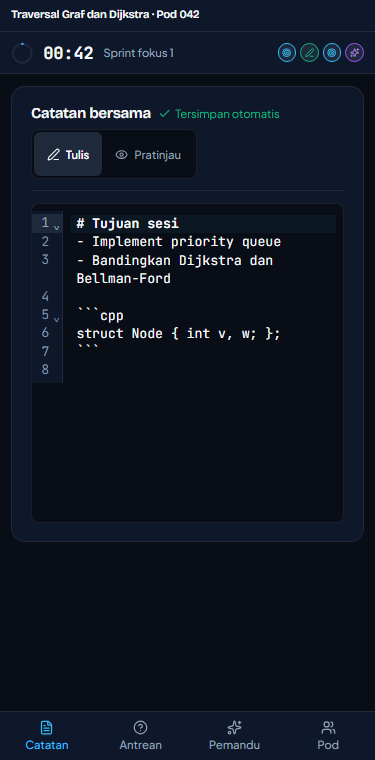 Traversal Graf dan Dijkstra · Pod 042
00:42 Sprint fokus 1
Catatan bersama Tersimpan otomatis
Tulis Pratinjau
1 # Tujuan sesi
2 - Implement priority queue
3 - Bandingkan Dijkstra dan
Bellman-Ford
4
5 ```cpp
6 struct Node { int v, w; };
7 ```
8
Catatan Antrean Pemandu Pod